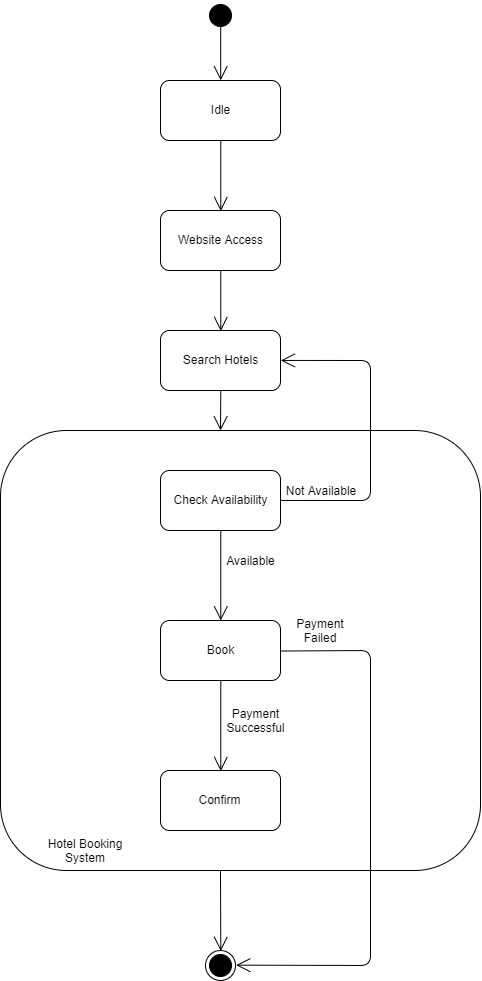 Idle
Website Access
Search Hotels
Check Availability
Not Available
Available
Payment
Failed
Book
Payment
Successful
Confirm
Hotel Booking
System